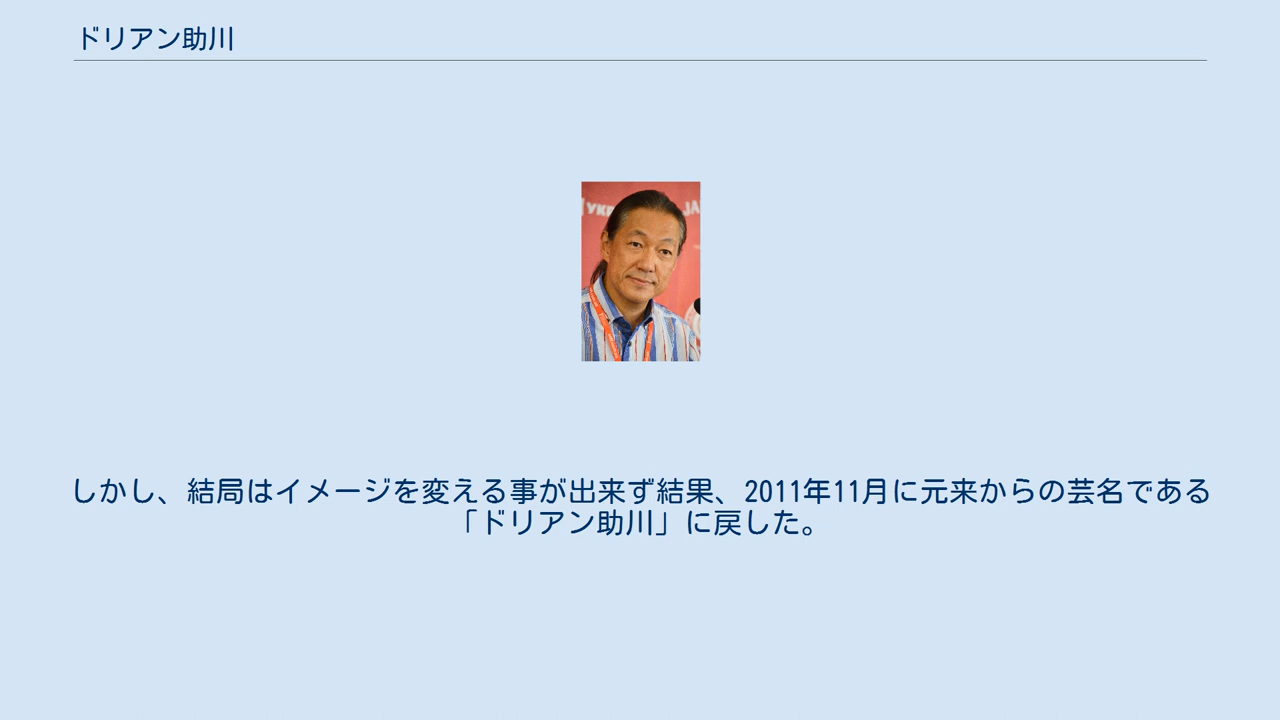 ドリアン助川
YK
JA
しかし、結局はイメージを変える事が出来ず結果、2011年11月に元来からの芸名である
「ドリアン助川」に戻した。